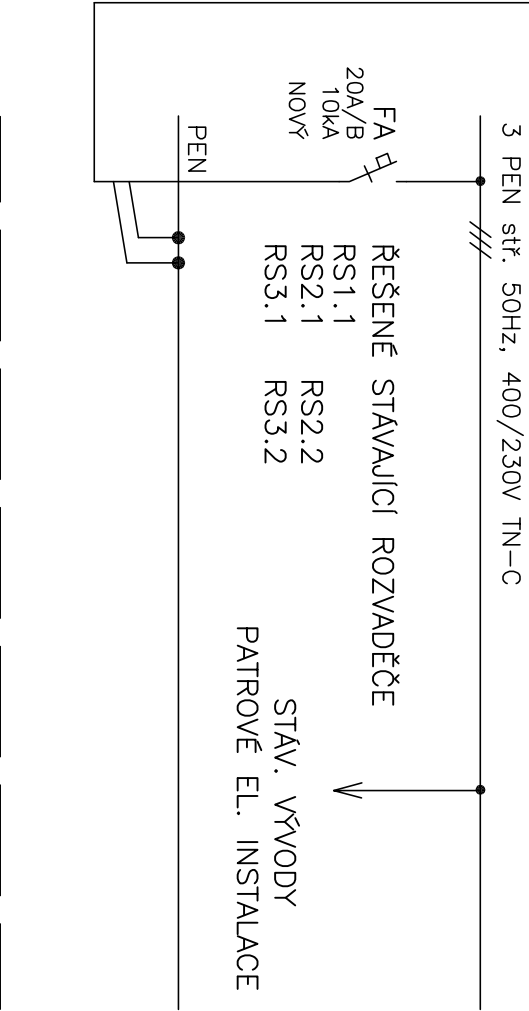 3 PEN stř. 50Hz, 400/230V TN-C
FA
20A/B
10kA
NOVÝ
PEN
ŘEŠENÉ STÁVAJÍCÍ ROZVADĚČE
RS1.1
RS2.1 RS2.2
RS3.1 RS3.2
STÁV. VÝVODY
PATROVÉ EL. INSTALACE